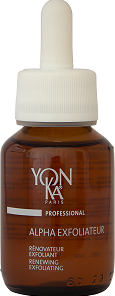 YON
KA
PARIS
PROFESSIONAL
ALPHA EXFOLIATEUR
RÉNOVATEUR
EXFOLIANT
RENEWING
EXFOLIATING